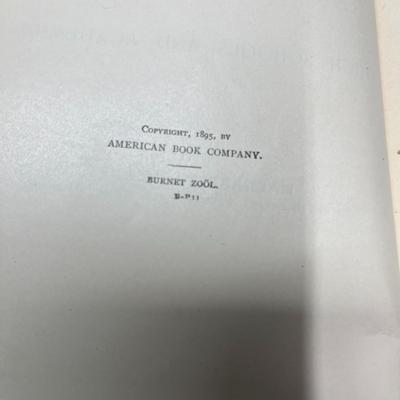 Copyright, 1895, by
AMERICAN BOOK COMPANY.
BURNET ZOÖL.